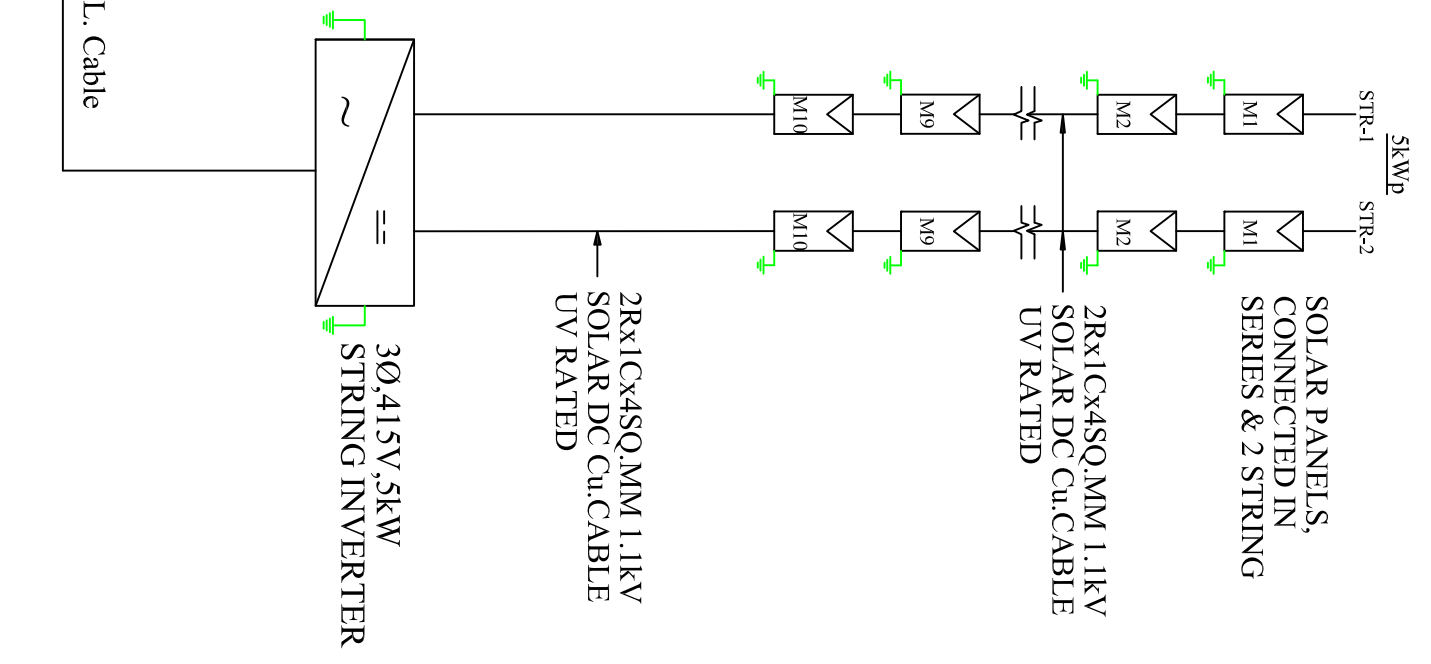 5kWp
STR-1
STR-2
M1
M1
SOLAR PANELS,
CONNECTED IN
SERIES & 2 STRING
M2
M2
2Rx1Cx4SQ.MM 1.1kV
SOLAR DC Cu.CABLE
UV RATED
M9
M9
M10
M10
2Rx1Cx4SQ.MM 1.1kV
SOLAR DC Cu.CABLE
UV RATED
3Ø,415V,5kW
STRING INVERTER
L. Cable